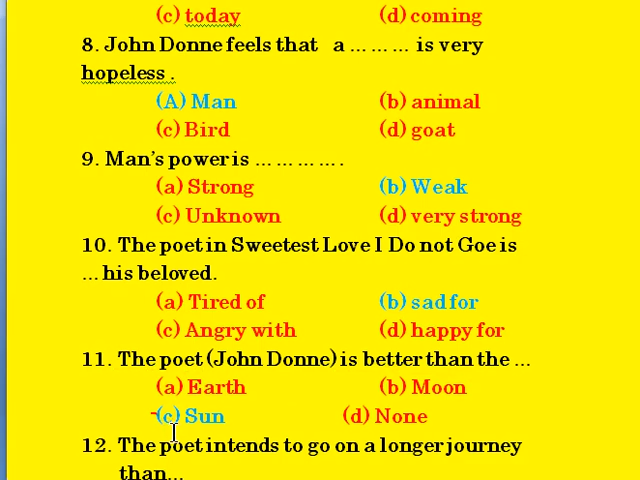 (c) today (d) coming
8. John Donne feels that a ... ... ... is very
hopeless .
(A) Man (b) animal
(c) Bird (d) goat
9. Man's power is ... ... ... ... .
(a) Strong (b) Weak
(c) Unknown (d) very strong
10. The poet in Sweetest Love I Do not Goe is
... his beloved.
(a) Tired of (b) sad for
(c) Angry with (d) happy for
11. The poet (John Donne) is better than the ...
(a) Earth (b) Moon
(c) Sun (d) None
12. The poet intends to go on a longer journey
than...